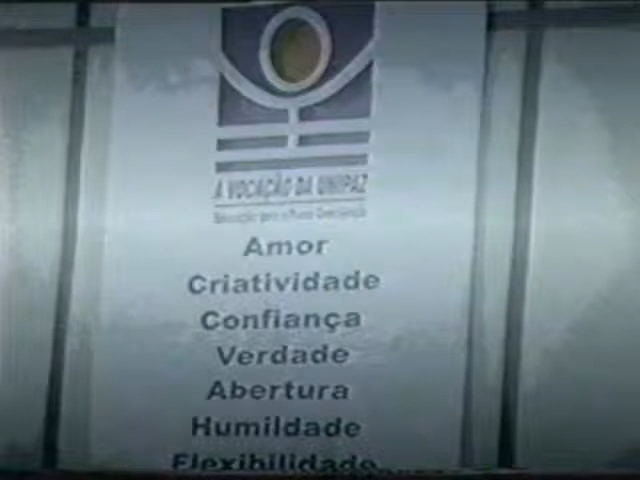 A VOCAÇÃO DA UNIPAZ
Amor
Criatividade
Confiança
Verdade
Abertura
Humildade
Flexibilidade